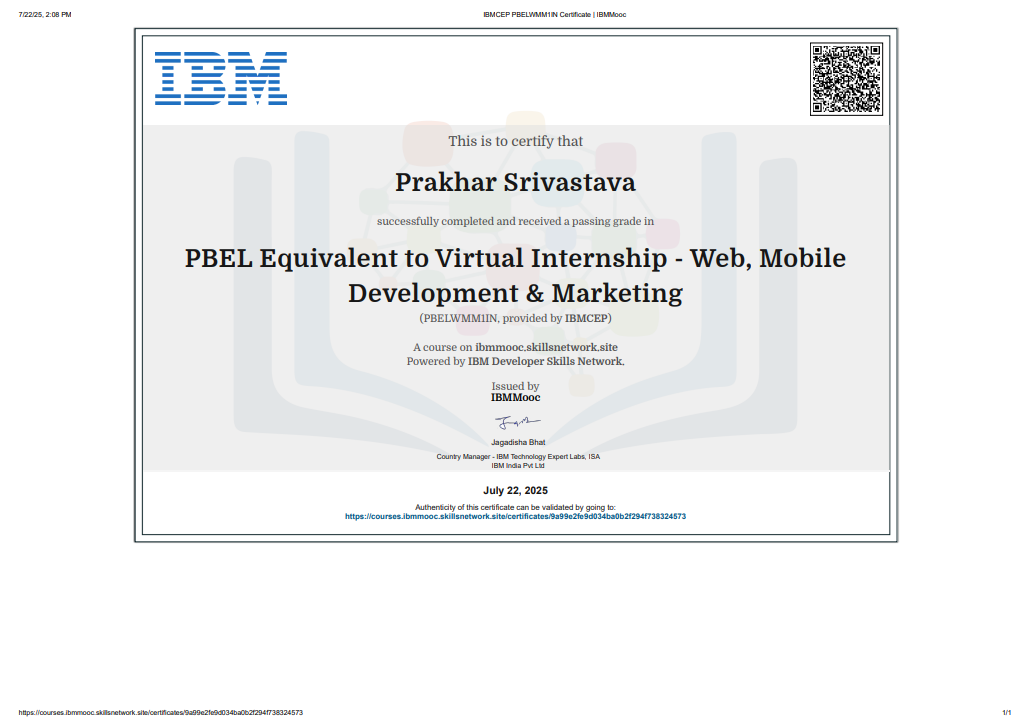 7/22/25, 2:08 PM
IBMCEP PBELWMM1IN Certificate | IBMMooc
IBM
This is to certify that
Prakhar Srivastava
successfully completed and received a passing grade in
PBEL Equivalent to Virtual Internship - Web, Mobile
Development & Marketing
(PBELWMM1IN, provided by IBMCEP)
A course on ibmmooc.skillsnetwork.site
Powered by IBM Developer Skills Network.
Issued by
IBMMooc
Jagadisha Bhat
Country Manager - IBM Technology Expert Labs, ISA
IBM India Pvt Ltd
July 22, 2025
Authenticity of this certificate can be validated by going to:
https://courses.ibmmooc.skillsnetwork.site/certificates/9a99e2fe9d034ba0b2f294f738324573
https://courses.ibmmooc.skillsnetwork.site/certificates/9a99e2fe9d034ba0b2f294f738324573
1/1